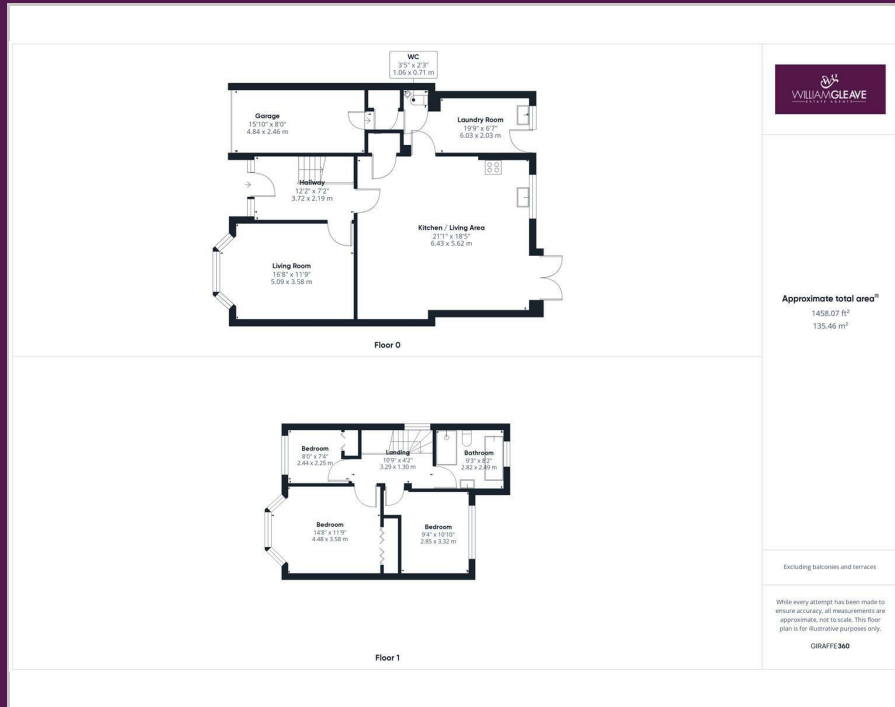 WC
3'5" x 2'3"
1.06 x 0.71 m
Garage
15'10" x 8'0"
4.84 x 2.46 m
Laundry Room
19'9" x 6'7"
6.03 x 2.03 m
Hallway
12'2" x 7'2"
3.72 x 2.19 m
Kitchen / Living Area
21'1" x 18'5"
6.43 x 5.62 m
Living Room
16'8" x 11'9"
5.09 x 3.58 m
Floor 0
Bedroom
8'0" x 7'4"
2.44 x 2.25 m
Landing
10'9" x 4'2"
3.29 x 1.30 m
Bathroom
9'3" x 8'2"
2.82 x 2.49 m
Bedroom
14'8" x 11'9"
4.48 x 3.58 m
Bedroom
9'4" x 10'10"
2.85 x 3.32 m
Floor 1
WILLIAMGLEAVE
ESTATE AGENTS
Approximate total area⁽¹⁾
1458.07 ft²
135.46 m²
Excluding balconies and terraces
While every attempt has been made to
ensure accuracy, all measurements are
approximate, not to scale. This floor
plan is for illustrative purposes only.
GIRAFFE360